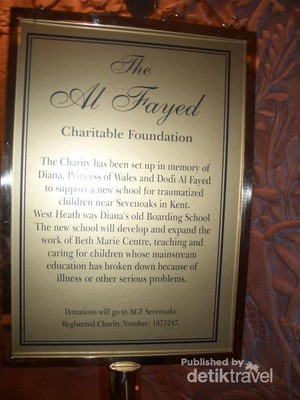 The
Al Fayed
Charitable Foundation
The Charity has been set up in memory of
Diana, Princess of Wales and Dodi Al Fayed
to support a new school for traumatized
children near Sevenoaks in Kent.
West Heath was Diana's old Boarding School
The new school will develop and expand the
work of Beth Marie Centre, teaching and
caring for children whose mainstream
education has broken down because of
illness or other serious problems.
Donations will go to ACF Sevenoaks
Registered Charity Number: 1071247.
Published by
detiktravel